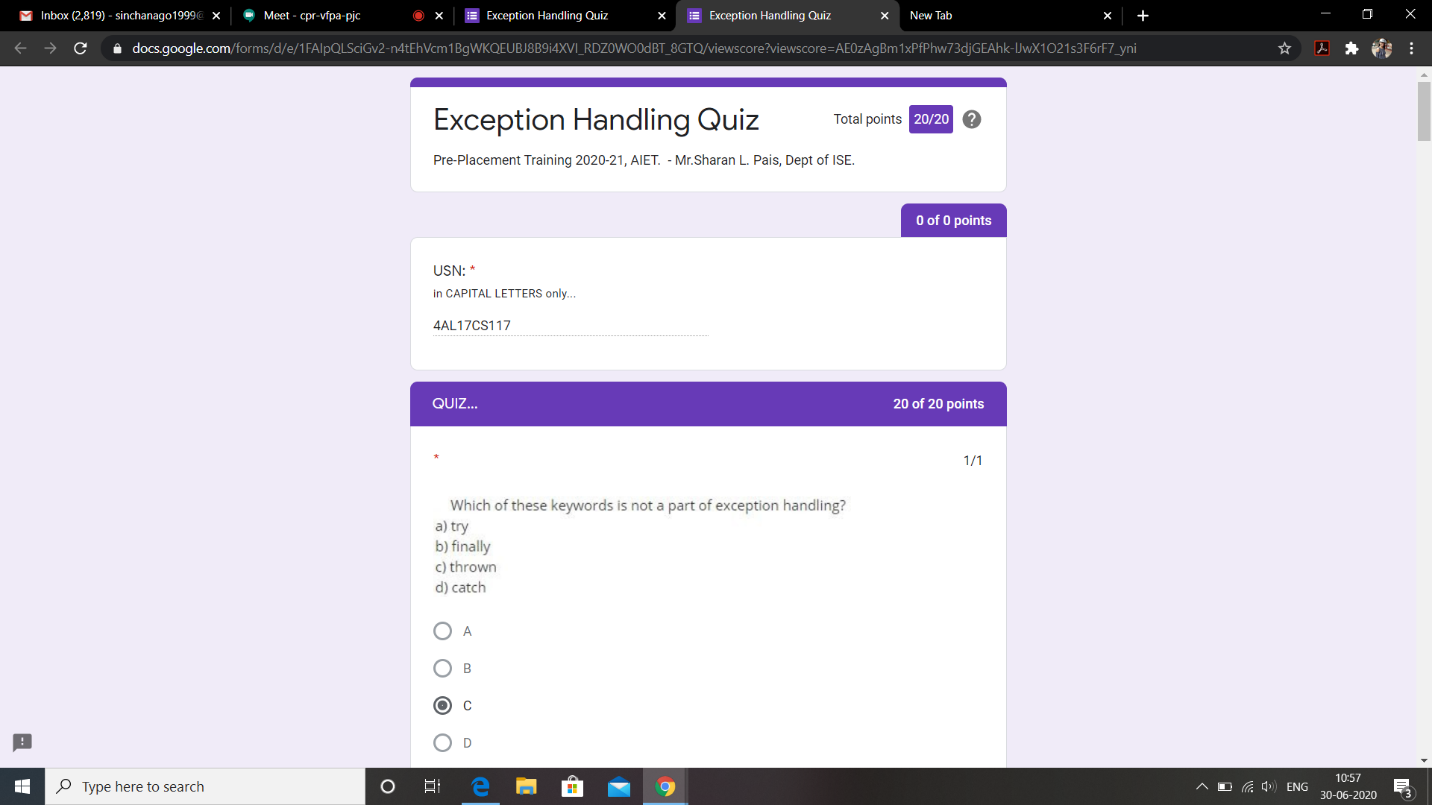 Inbox (2,819) - sinchanago1999@
Meet - cpr-vfpa-pjc
Exception Handling Quiz
Exception Handling Quiz
New Tab
docs.google.com/forms/d/e/1FAIpQLSciGv2-n4tEhVcm1BgWKQEUBJ8B9i4XVI_RDZ0WO0dBT_8GTQ/viewscore?viewscore=AE0zAgBm1xPfPhw73djGEAhk-lJwX1O21s3F6rF7_yni
Exception Handling Quiz
Total points 20/20
Pre-Placement Training 2020-21, AIET. - Mr.Sharan L. Pais, Dept of ISE.
0 of 0 points
USN: *
in CAPITAL LETTERS only...
4AL17CS117
QUIZ...
20 of 20 points
*
1/1
Which of these keywords is not a part of exception handling?
a) try
b) finally
c) thrown
d) catch
A
B
C
D
Type here to search
ENG
10:57
30-06-2020
3